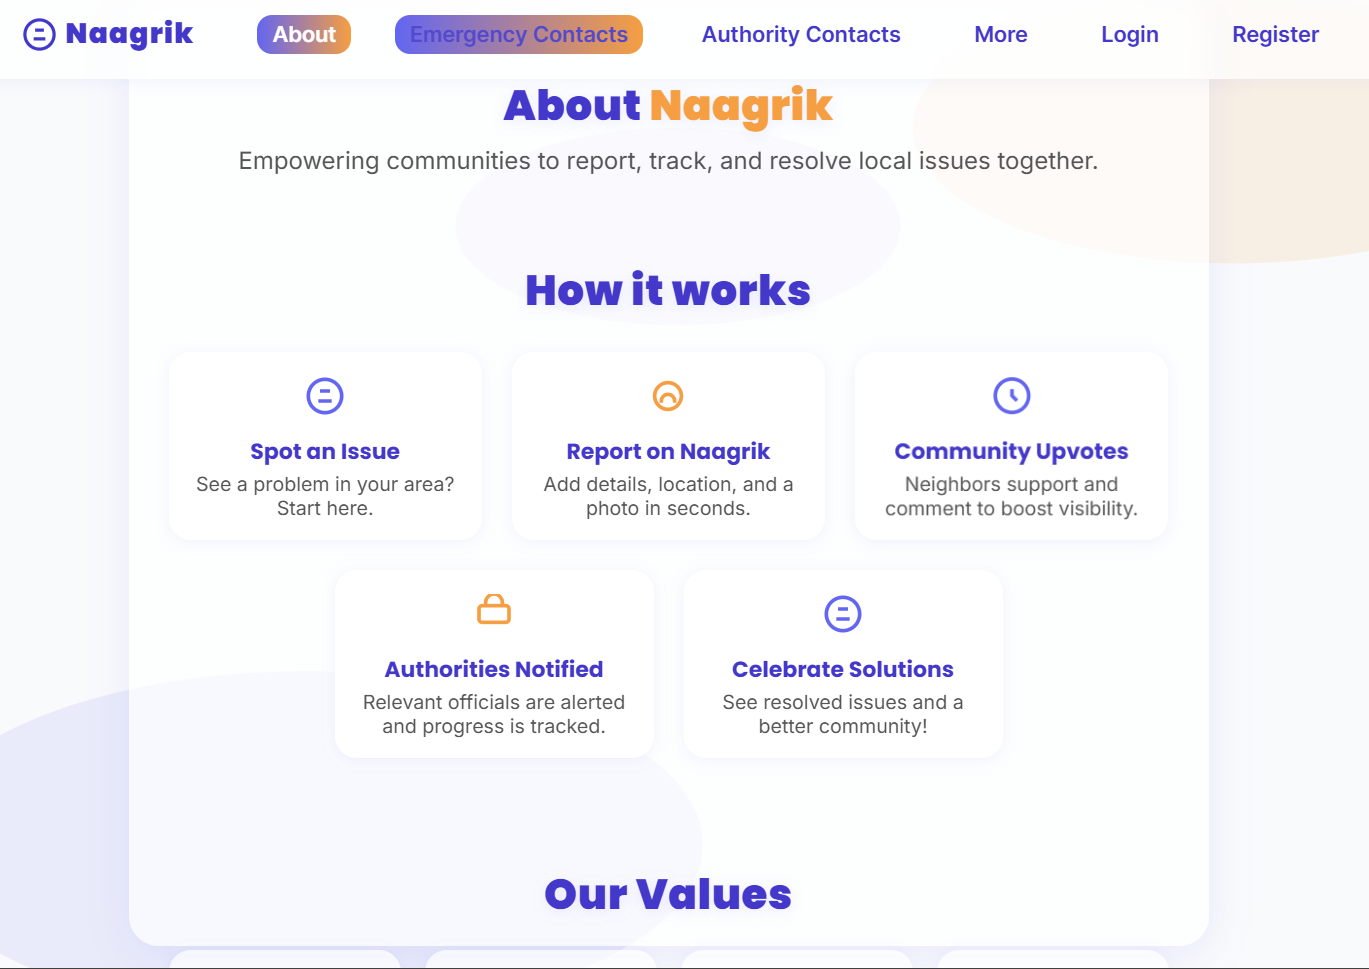 Naagrik
About
Emergency Contacts
Authority Contacts
More
Login
Register
About Naagrik
Empowering communities to report, track, and resolve local issues together.
How it works
Spot an Issue
See a problem in your area?
Start here.
Report on Naagrik
Add details, location, and a
photo in seconds.
Community Upvotes
Neighbors support and
comment to boost visibility.
Authorities Notified
Relevant officials are alerted
and progress is tracked.
Celebrate Solutions
See resolved issues and a
better community!
Our Values